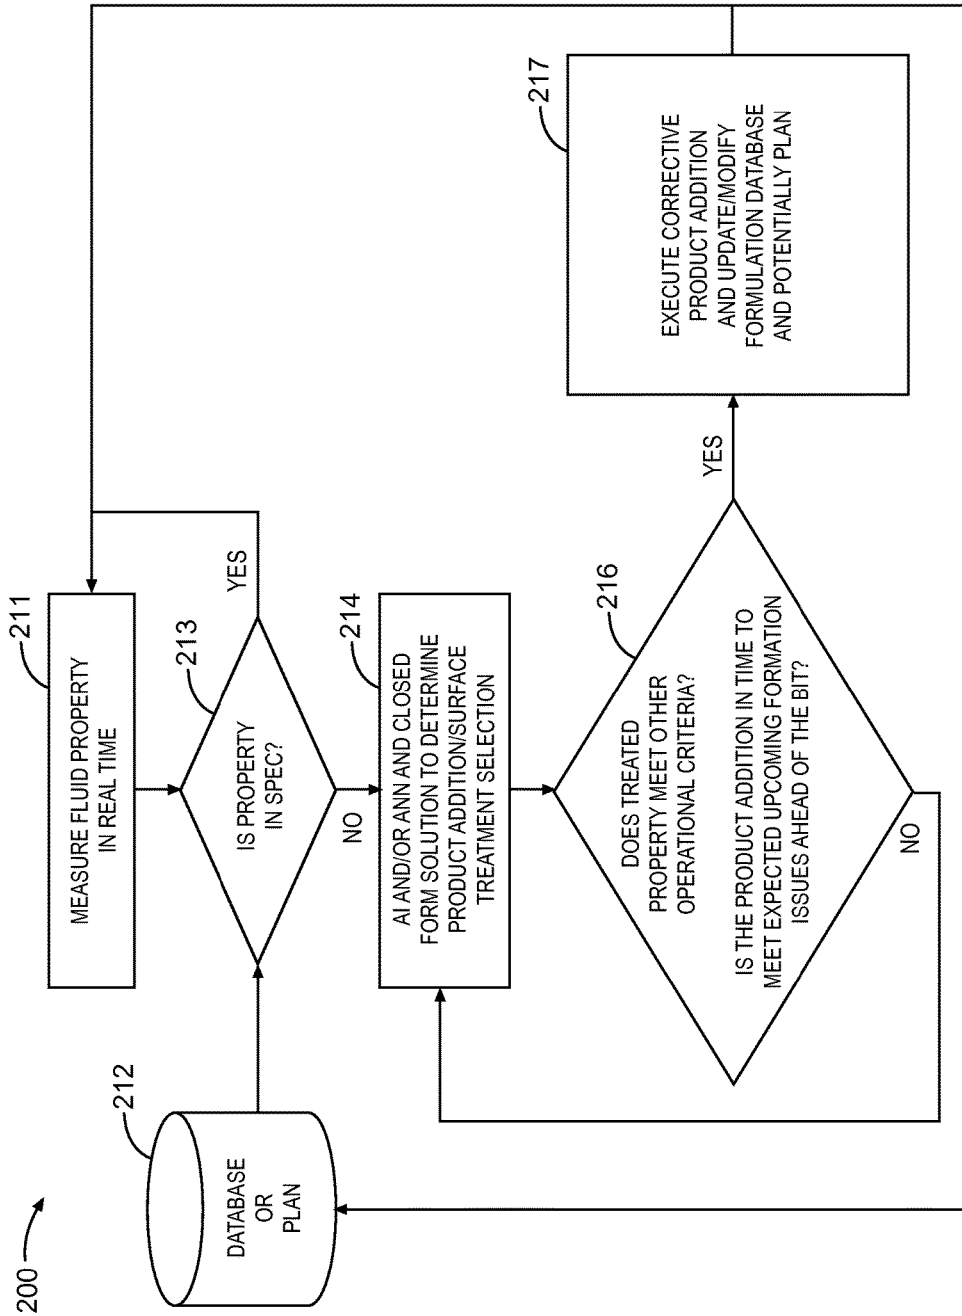 200
211
MEASURE FLUID PROPERTY
IN REAL TIME
212
DATABASE
OR
PLAN
213
IS PROPERTY
IN SPEC?
YES
NO
214
AI AND/OR ANN AND CLOSED
FORM SOLUTION TO DETERMINE
PRODUCT ADDITION/SURFACE
TREATMENT SELECTION
216
DOES TREATED
PROPERTY MEET OTHER
OPERATIONAL CRITERIA?
IS THE PRODUCT ADDITION IN TIME TO
MEET EXPECTED UPCOMING FORMATION
ISSUES AHEAD OF THE BIT?
YES
NO
217
EXECUTE CORRECTIVE
PRODUCT ADDITION
AND UPDATE/MODIFY
FORMULATION DATABASE
AND POTENTIALLY PLAN